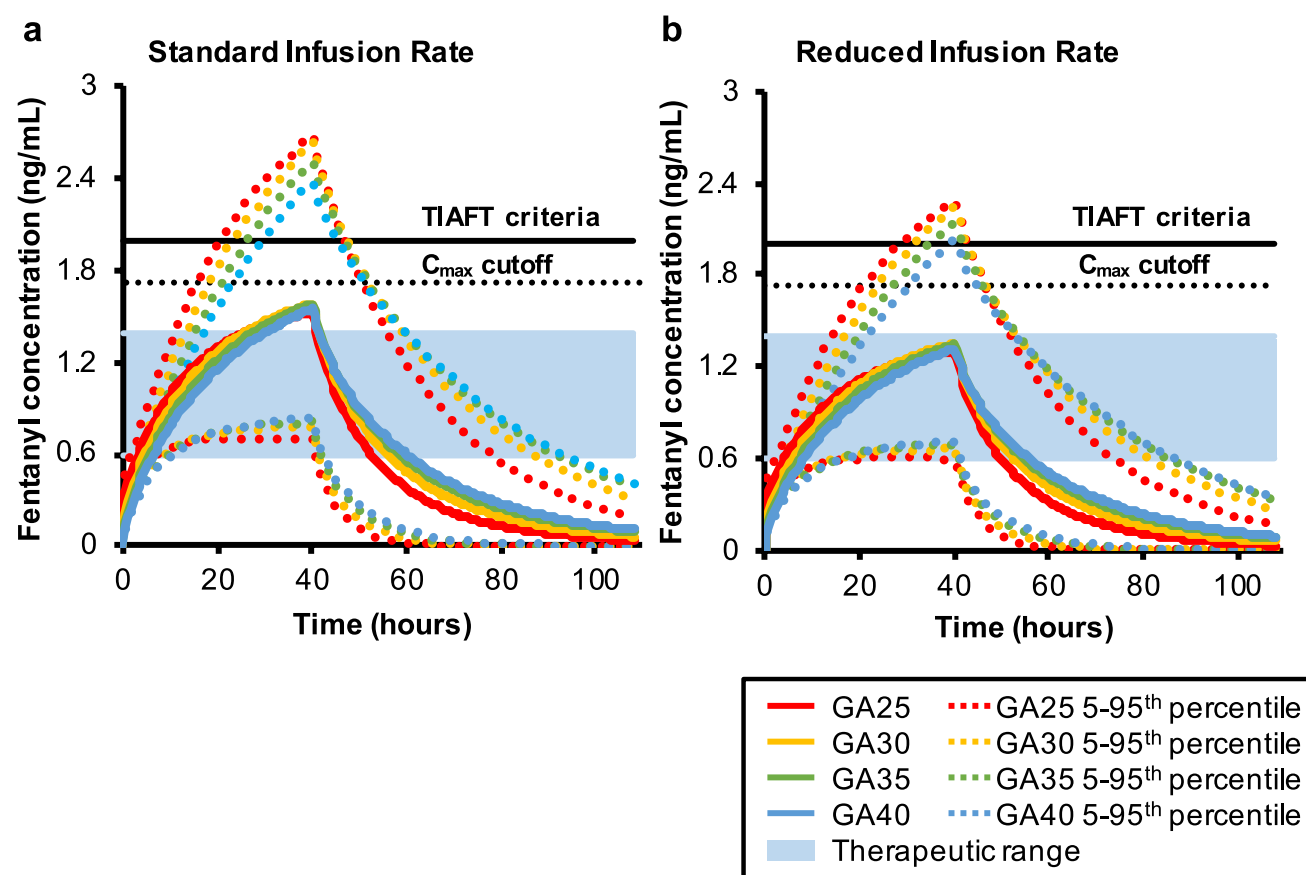 a
Standard Infusion Rate
Fentanyl concentration (ng/mL)
3
2.4
1.8
1.2
0.6
0
TIAFT criteria
Cmax cutoff
0 20 40 60 80 100
Time (hours)
b
Reduced Infusion Rate
Fentanyl concentration (ng/mL)
3
2.4
1.8
1.2
0.6
0
TIAFT criteria
Cmax cutoff
0 20 40 60 80 100
Time (hours)
GA25 GA25 5-95th percentile
GA30 GA30 5-95th percentile
GA35 GA35 5-95th percentile
GA40 GA40 5-95th percentile
Therapeutic range